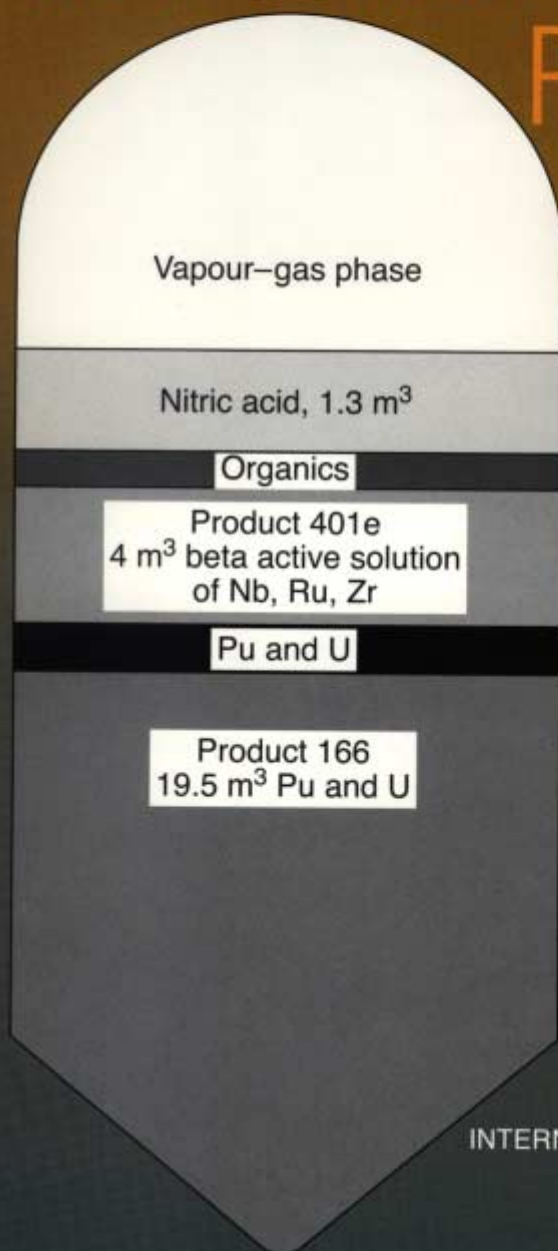 Vapour–gas phase
Nitric acid, 1.3 m³
Organics
Product 401e
4 m³ beta active solution
of Nb, Ru, Zr
Pu and U
Product 166
19.5 m³ Pu and U